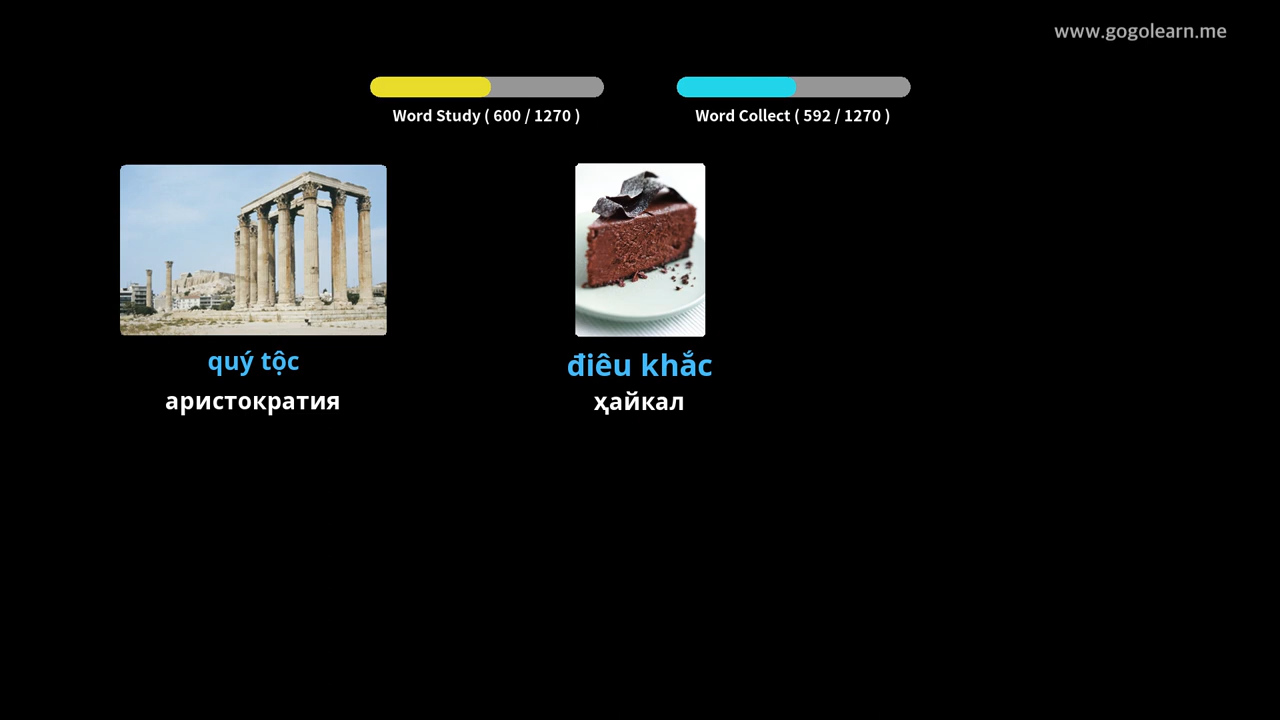 www.gogolearn.me
Word Study ( 600 / 1270 )
Word Collect ( 592 / 1270 )
quý tộc
аристократия
điêu khắc
ҳайкал